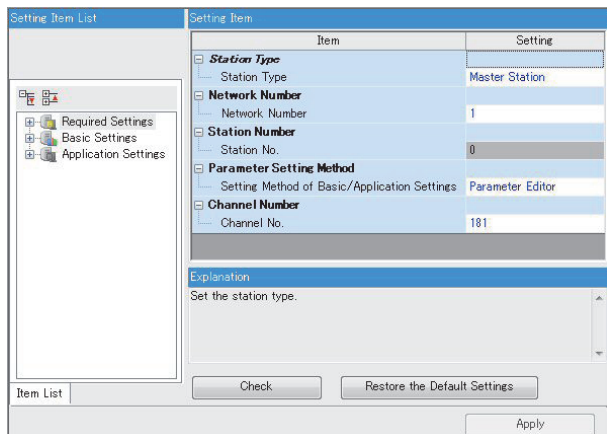 Setting Item List
Setting Item
Item Setting
Station Type
Station Type Master Station
Network Number
Network Number 1
Station Number
Station No. 0
Parameter Setting Method
Setting Method of Basic/Application Settings Parameter Editor
Channel Number
Channel No. 181
Required Settings
Basic Settings
Application Settings
Explanation
Set the station type.
Item List
Check
Restore the Default Settings
Apply